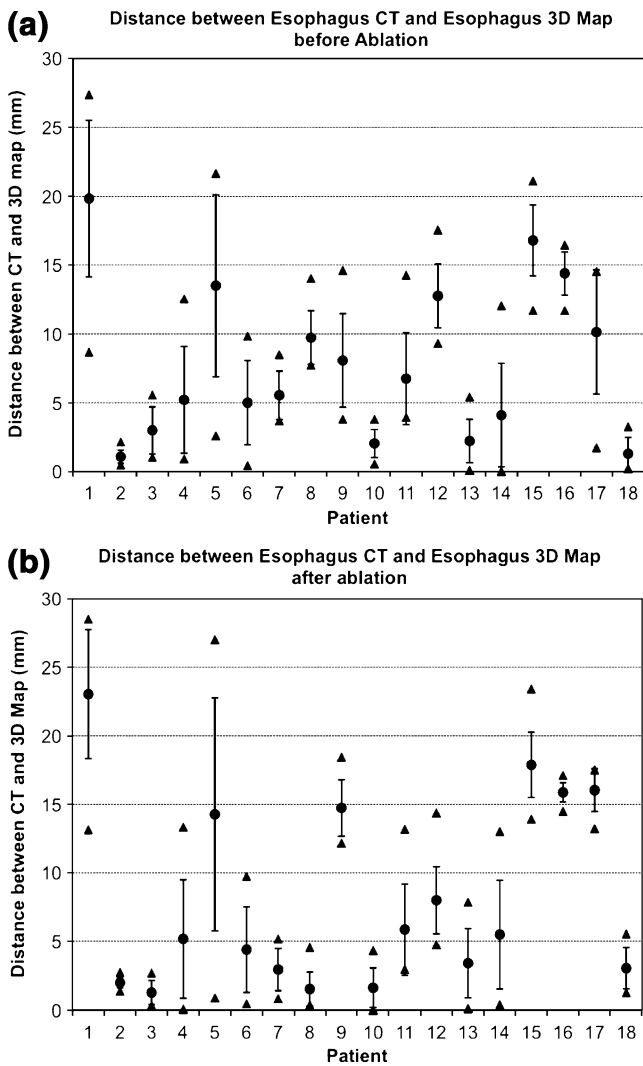 (a)
Distance between Esophagus CT and Esophagus 3D Map
before Ablation
Distance between CT and 3D map (mm)
30
25
20
15
10
5
0
1 2 3 4 5 6 7 8 9 10 11 12 13 14 15 16 17 18
Patient
(b)
Distance between Esophagus CT and Esophagus 3D Map
after ablation
Distance between CT and 3D Map (mm)
30
25
20
15
10
5
0
1 2 3 4 5 6 7 8 9 10 11 12 13 14 15 16 17 18
Patient